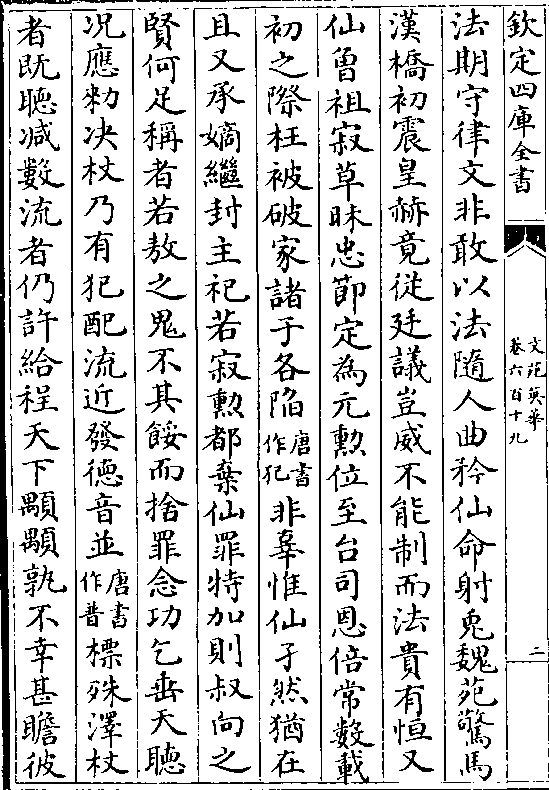 欽定四庫全書
文苑英華
卷六百十九
二
法期守律文非敢以法隨人曲矜仙命射兎魏苑驚馬
漢橋初震皇赫竟從廷議豈威不能制而法貴有恒又
仙曾祖寂草昧忠節定為元勲位至台司恩倍常數載
初之際枉被破家諸子各陷唐書作犯非辜惟仙孑然猶在
且又承嫡繼封主祀若寂勲都棄仙罪特加則叔向之
賢何足稱者若敖之鬼不其餒而捨罪念功乞垂天聽
况應勑决杖乃有犯配流近發德音並唐書作普標殊澤杖
者既聽减數流者仍許給程天下顒顒孰不幸甚瞻彼